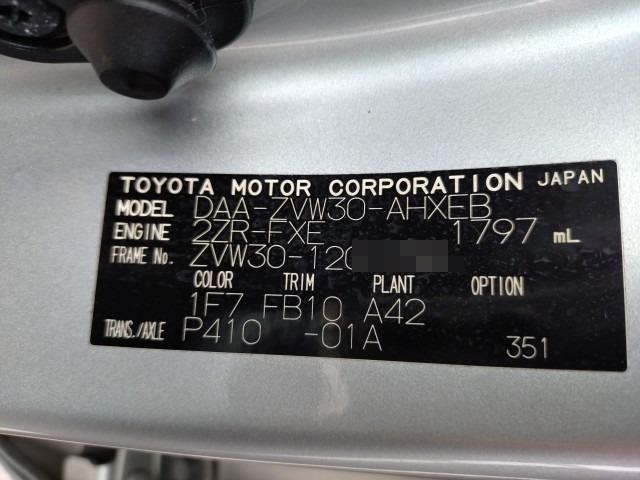 TOYOTA MOTOR CORPORATION JAPAN
MODEL DAA-ZVW30-AHXEB
ENGINE 2ZR-FXE 1797 mL
FRAME No. ZVW30-120
COLOR TRIM PLANT OPTION
1F7 FB10 A42
TRANS./AXLE P410 -01A 351